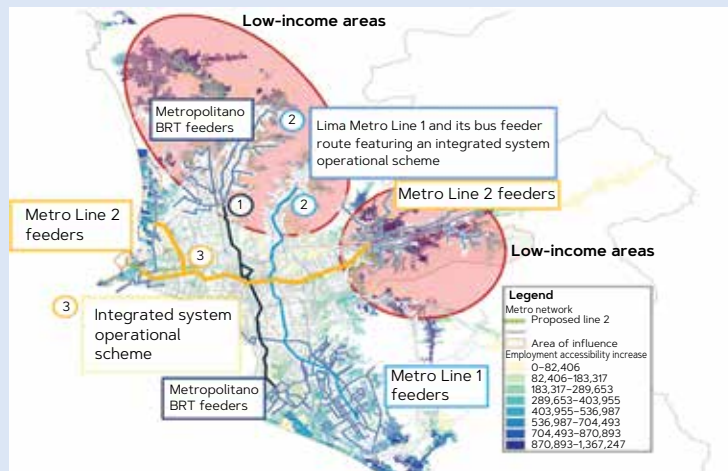 Low-income areas
Metropolitano
BRT feeders
2
Lima Metro Line 1 and its bus feeder
route featuring an integrated system
operational scheme
1
2
Metro Line 2 feeders
Metro Line 2
feeders
3
Low-income areas
3
Integrated system
operational
scheme
Metropolitano
BRT feeders
Metro Line 1
feeders
Legend
Metro network
Proposed line 2
Area of influence
Employment accessibility increase
0–82,406
82,406–183,317
183,317–289,653
289,653–403,955
403,955–536,987
536,987–704,493
704,493–870,893
870,893–1,367,247